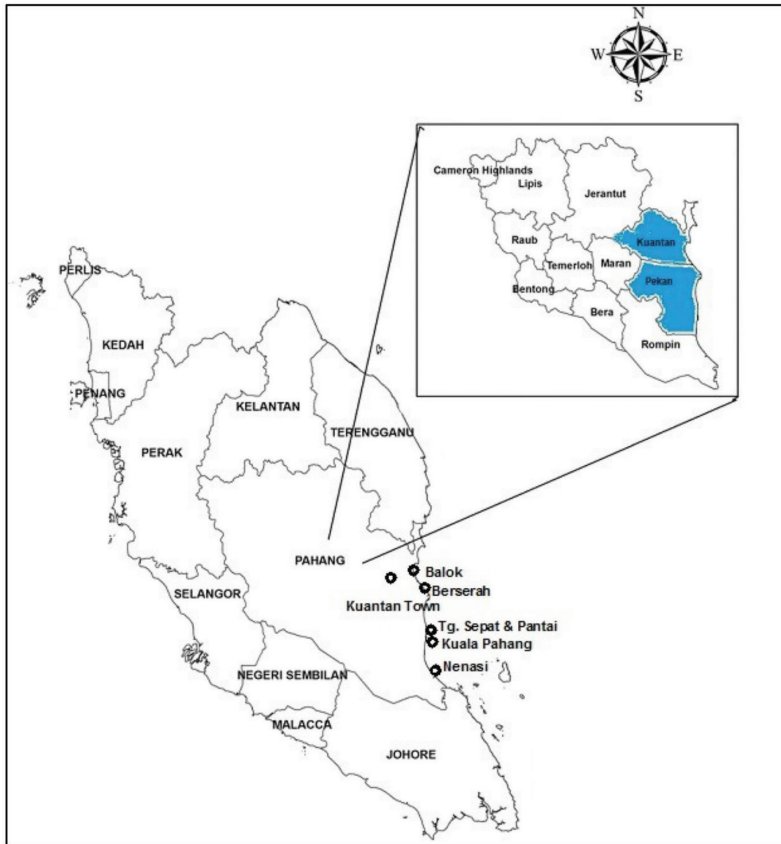 N
W E
S
Cameron Highlands
Lipis
Jerantut
Raub
Kuantan
Temerloh
Maran
Pekan
Bentong
Bera
Rompin
PERLIS
KEDAH
PENANG
KELANTAN
TERENGGANU
PERAK
PAHANG
Balok
SELANGOR
Berserah
Kuantan Town
Tg. Sepat & Pantai
Kuala Pahang
NEGERI SEMBILAN
Nenasi
MALACCA
JOHORE